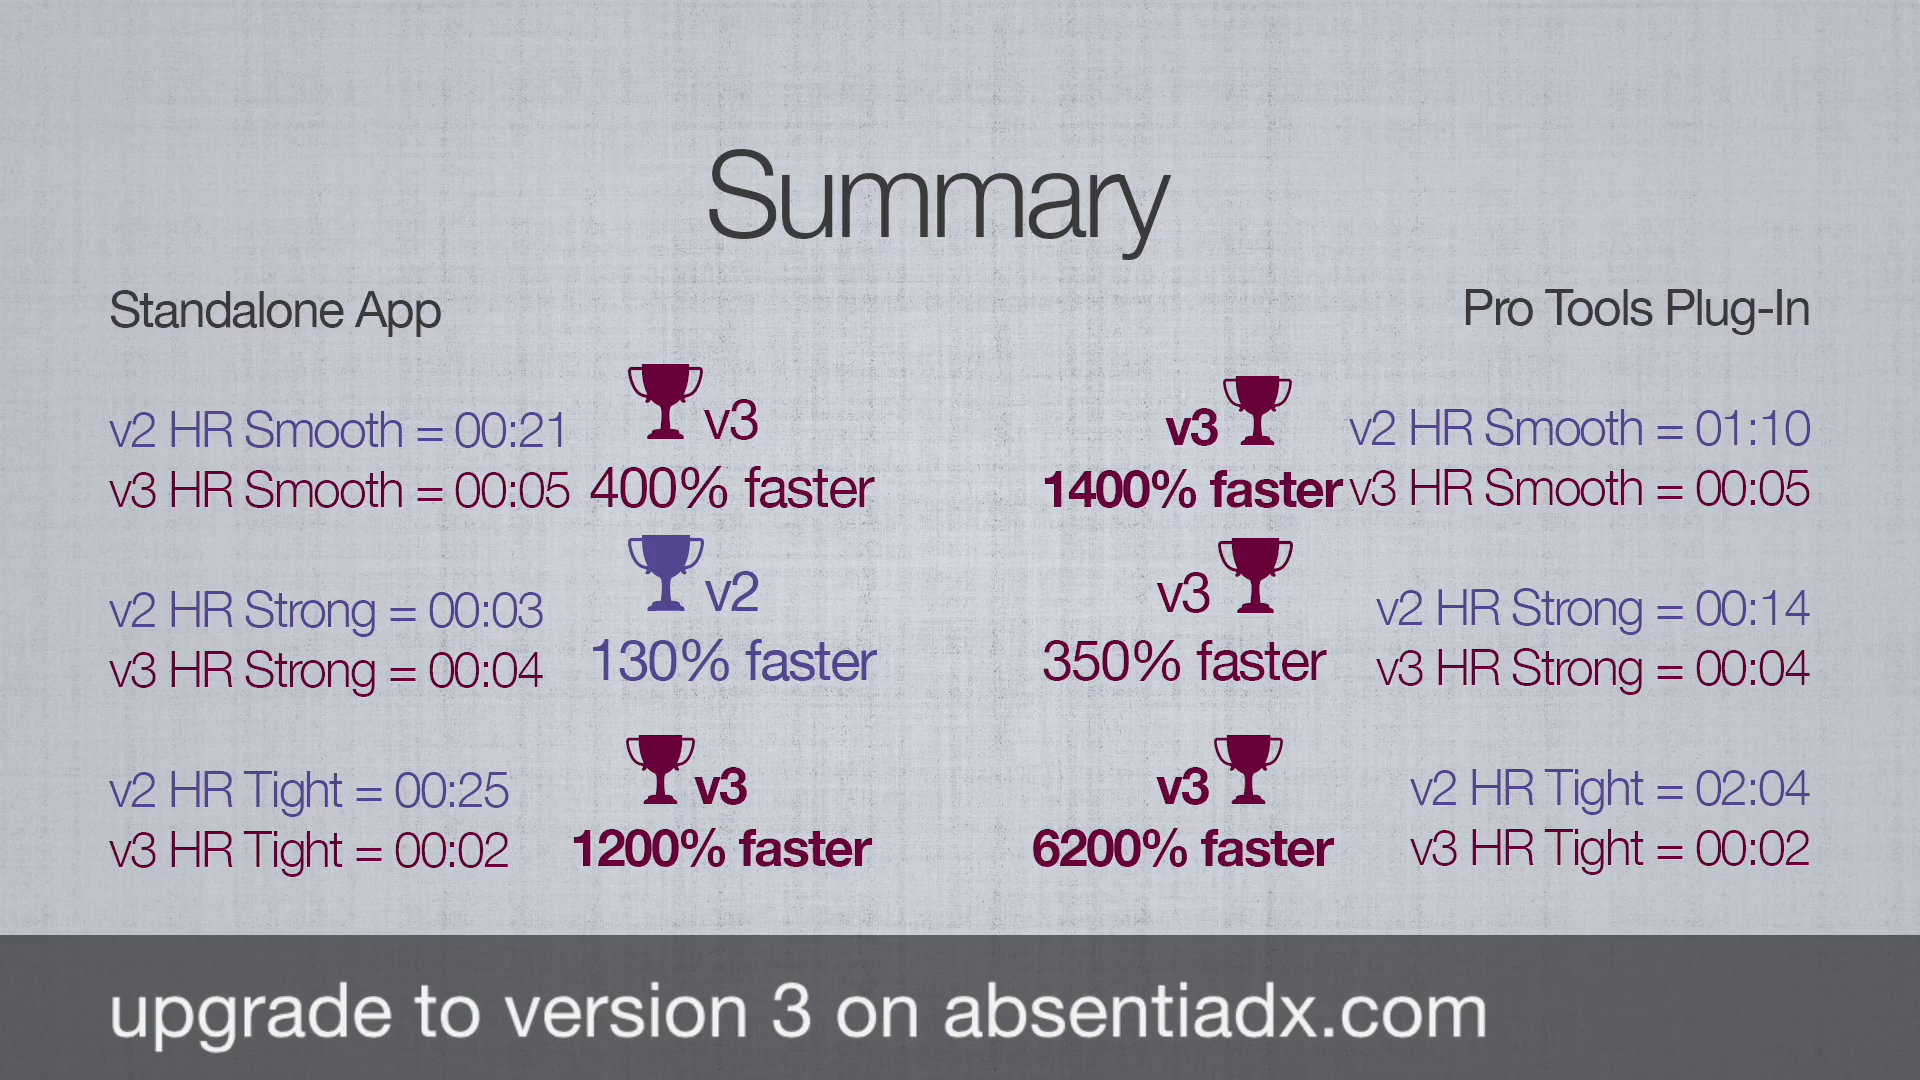 Summary
Standalone App
v2 HR Smooth = 00:21
v3 HR Smooth = 00:05
v3
400% faster
v2 HR Strong = 00:03
v3 HR Strong = 00:04
v2
130% faster
v2 HR Tight = 00:25
v3 HR Tight = 00:02
v3
1200% faster
Pro Tools Plug-In
v3
1400% faster
v2 HR Smooth = 01:10
v3 HR Smooth = 00:05
v3
350% faster
v2 HR Strong = 00:14
v3 HR Strong = 00:04
v3
6200% faster
v2 HR Tight = 02:04
v3 HR Tight = 00:02
upgrade to version 3 on absentiadx.com